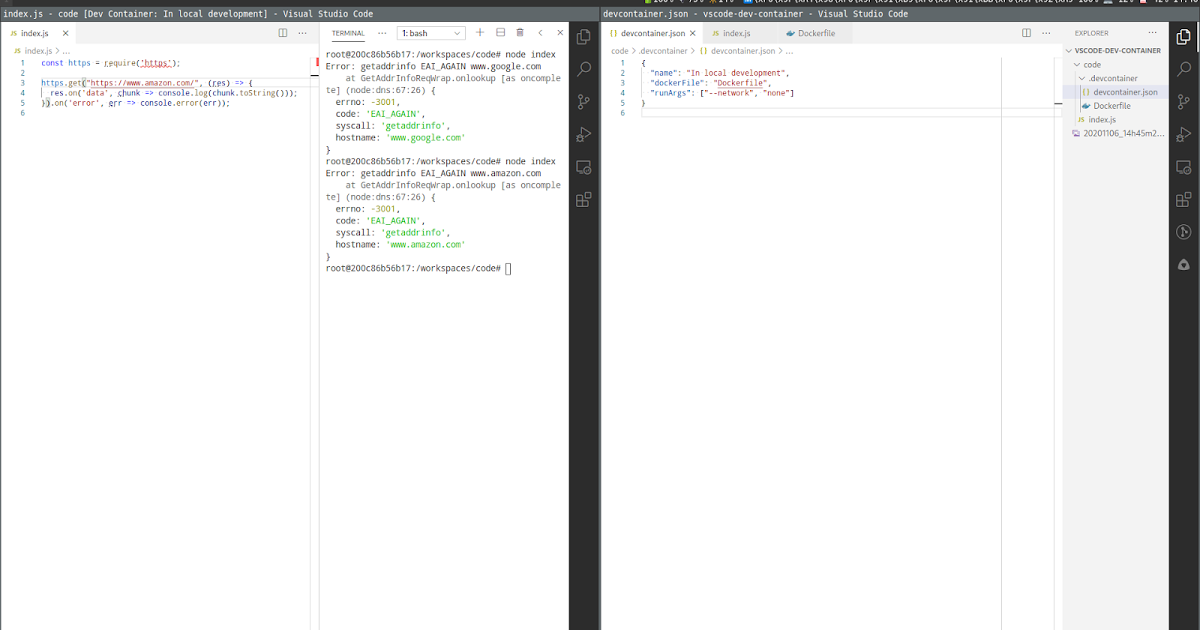 index.js - code [Dev Container: In local development] - Visual Studio Code
JS index.js ×
JS index.js > ...
1 const https = require('https');
2
3 https.get("https://www.amazon.com/", (res) => {
4 res.on('data', chunk => console.log(chunk.toString()));
5 }).on('error', err => console.error(err));
6
TERMINAL ... 1: bash
root@200c86b56b17:/workspaces/code# node index
Error: getaddrinfo EAI_AGAIN www.google.com
at GetAddrInfoReqWrap.onlookup [as oncomple
te] (node:dns:67:26) {
errno: -3001,
code: 'EAI_AGAIN',
syscall: 'getaddrinfo',
hostname: 'www.google.com'
}
root@200c86b56b17:/workspaces/code# node index
Error: getaddrinfo EAI_AGAIN www.amazon.com
at GetAddrInfoReqWrap.onlookup [as oncomple
te] (node:dns:67:26) {
errno: -3001,
code: 'EAI_AGAIN',
syscall: 'getaddrinfo',
hostname: 'www.amazon.com'
}
root@200c86b56b17:/workspaces/code#
devcontainer.json - vscode-dev-container - Visual Studio Code
{} devcontainer.json × JS index.js Dockerfile
code > .devcontainer > {} devcontainer.json > ...
1 {
2 "name": "In local development",
3 "dockerFile": "Dockerfile",
4 "runArgs": ["--network", "none"]
5 }
6
EXPLORER ...
VSCODE-DEV-CONTAINER
code
.devcontainer
{} devcontainer.json
Dockerfile
JS index.js
20201106_14h45m2...